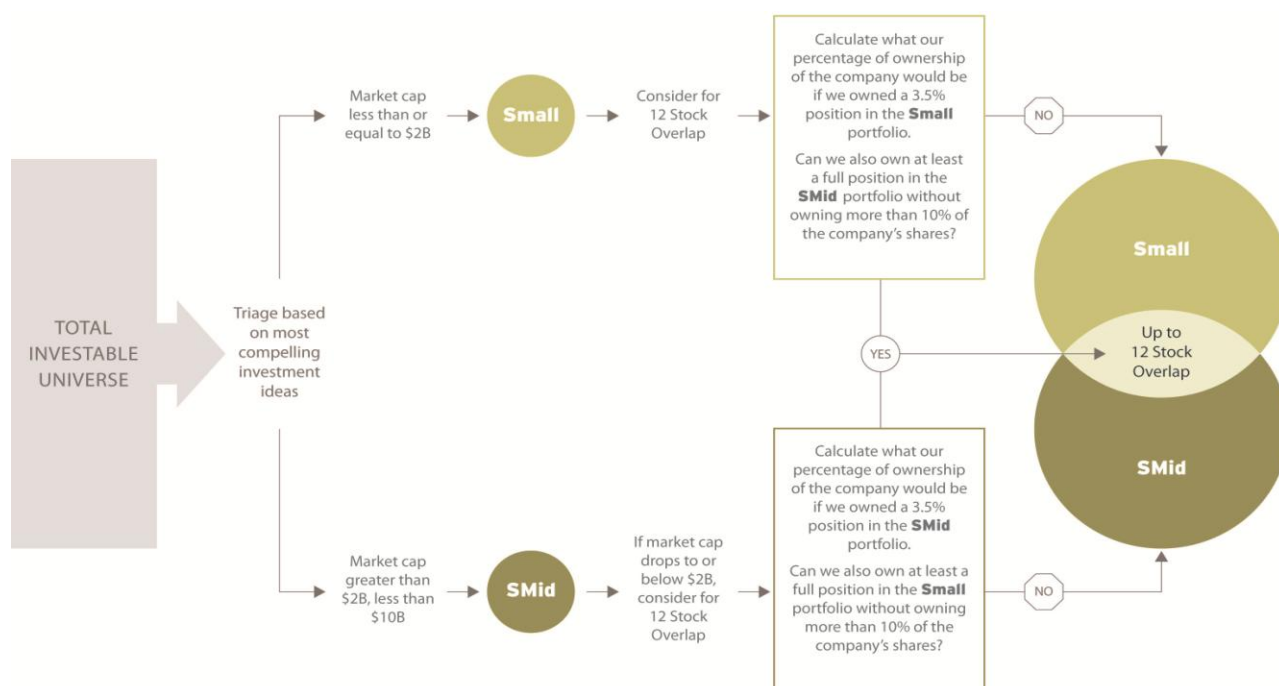 TOTAL
INVESTABLE
UNIVERSE
Triage based
on most
compelling
investment
ideas
Market cap
less than or
equal to $2B
Small
Consider for
12 Stock
Overlap
Calculate what our
percentage of ownership
of the company would be
if we owned a 3.5%
position in the Small
portfolio.
Can we also own at least
a full position in the
SMid portfolio without
owning more than 10% of
the company's shares?
NO
YES
Small
Up to
12 Stock
Overlap
SMid
Market cap
greater than
$2B, less than
$10B
SMid
If market cap
drops to or
below $2B,
consider for
12 Stock
Overlap
Calculate what our
percentage of ownership
of the company would be
if we owned a 3.5%
position in the SMid
portfolio.
Can we also own at least a
full position in the Small
portfolio without owning
more than 10% of the
company's shares?
NO